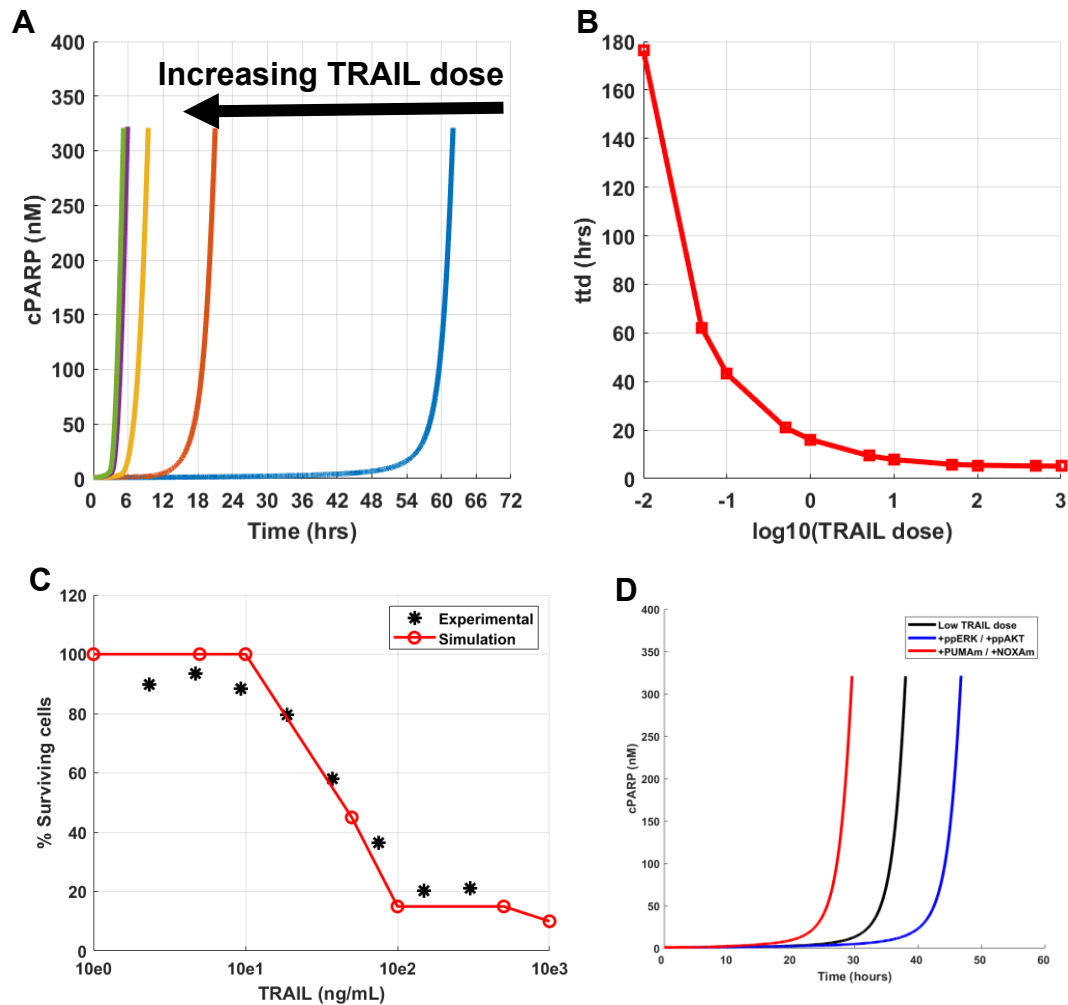 A
400
350
300
250
200
150
100
50
0
cPARP (nM)
Increasing TRAIL dose
0 6 12 18 24 30 36 42 48 54 60 66 72
Time (hrs)
B
180
160
140
120
100
80
60
40
20
0
ttd (hrs)
-2 -1 0 1 2 3
log10(TRAIL dose)
C
120
100
80
60
40
20
0
% Surviving cells
Experimental
Simulation
10e0 10e1 10e2 10e3
TRAIL (ng/mL)
D
400
350
300
250
200
150
100
50
0
cPARP (nM)
Low TRAIL dose
+ppERK / +ppAKT
+PUMAm / +NOXAm
0 10 20 30 40 50 60
Time (hours)